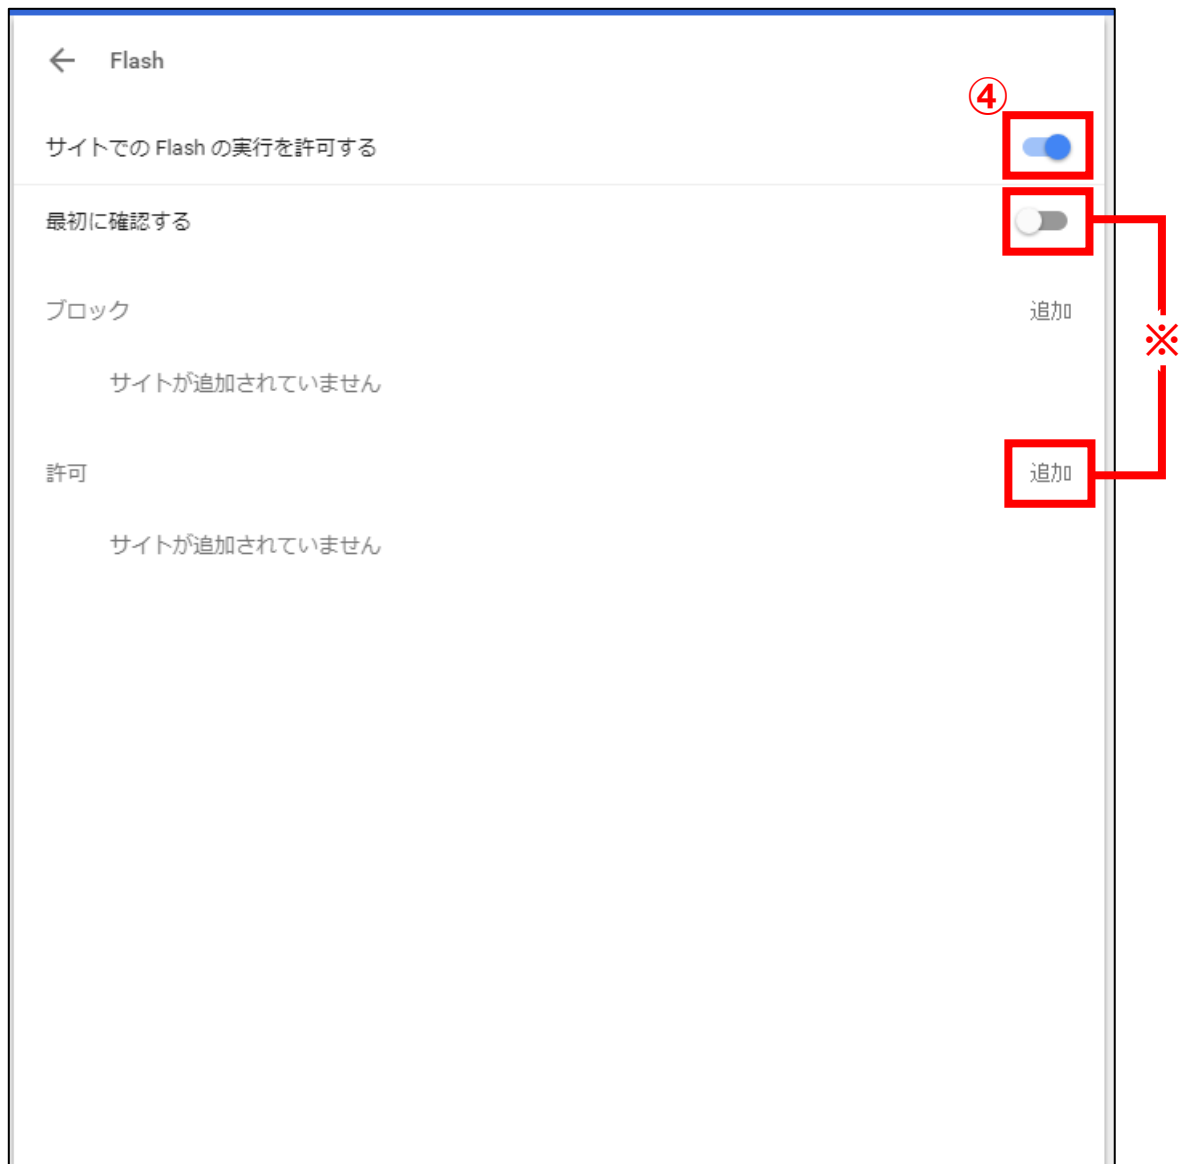 Flash
④
サイトでの Flash の実行を許可する
最初に確認する
ブロック 追加
※
サイトが追加されていません
許可 追加
サイトが追加されていません